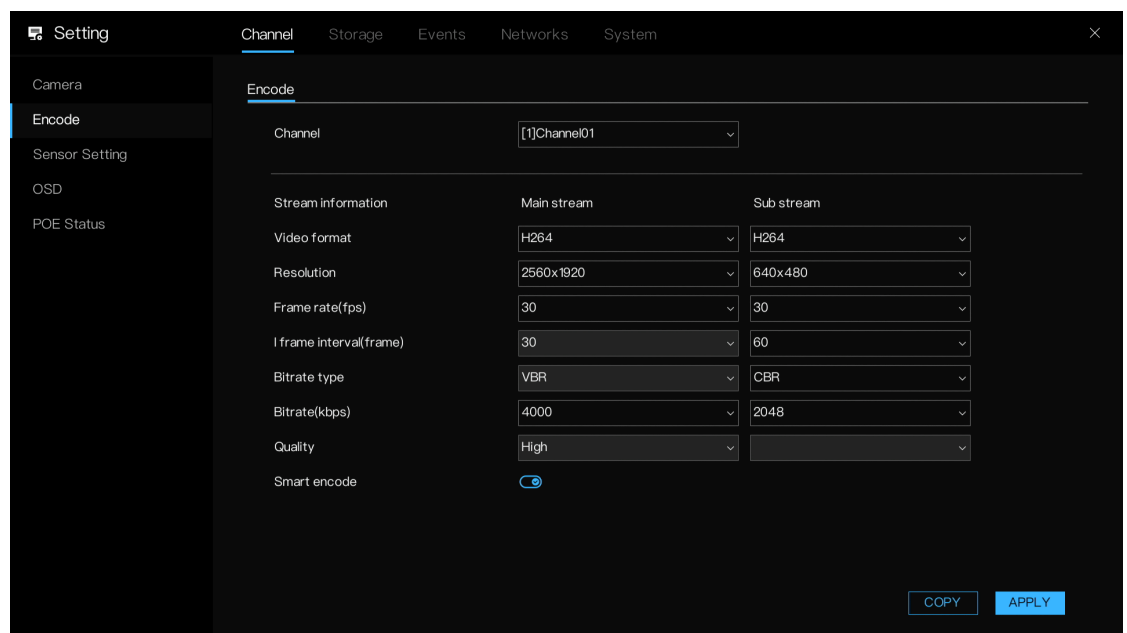 Setting
Channel Storage Events Networks System
Camera
Encode
Sensor Setting
OSD
POE Status
Encode
Channel [1]Channel01
Stream information Main stream Sub stream
Video format H264 H264
Resolution 2560x1920 640x480
Frame rate(fps) 30 30
I frame interval(frame) 30 60
Bitrate type VBR CBR
Bitrate(kbps) 4000 2048
Quality High
Smart encode
COPY APPLY